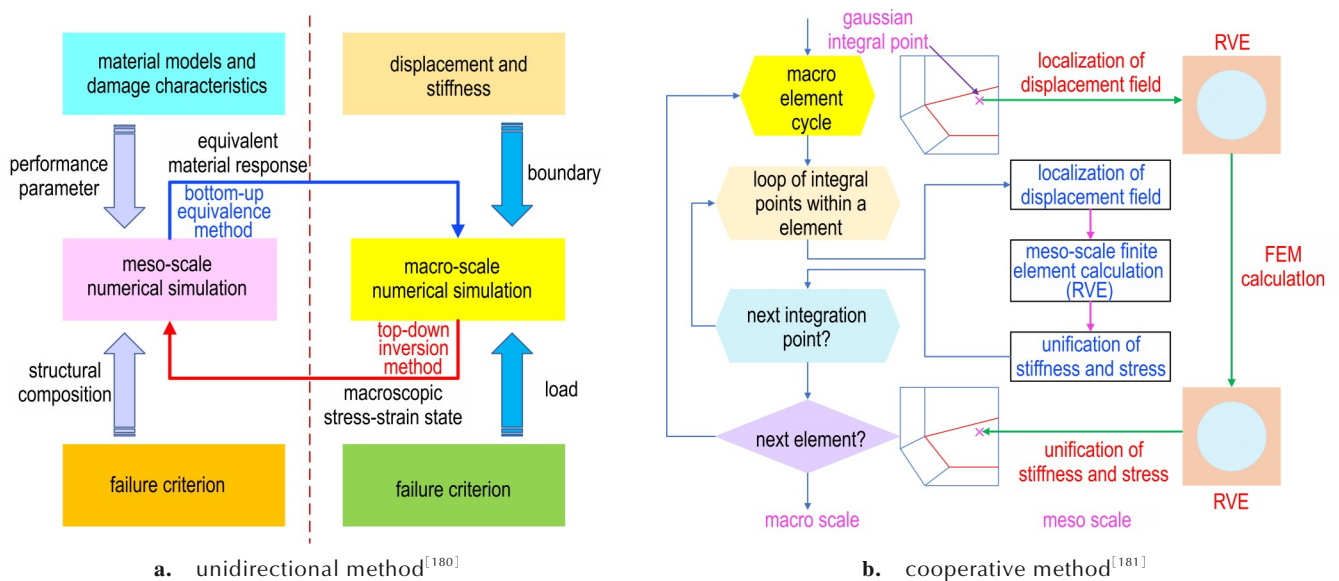 material models and
damage characteristics
displacement and
stiffness
performance
parameter
equivalent
material response
bottom-up
equivalence
method
boundary
meso-scale
numerical simulation
macro-scale
numerical simulation
top-down
inversion
method
structural
composition
macroscopic
stress-strain state
load
failure criterion
failure criterion
a. unidirectional method[180]
gaussian
integral point
macro
element
cycle
localization of
displacement field
RVE
loop of integral
points within a
element
localization of
displacement field
meso-scale finite
element calculation
(RVE)
FEM
calculation
next integration
point?
unification of
stiffness and stress
next element?
unification of
stiffness and stress
RVE
macro scale
meso scale
b. cooperative method[181]